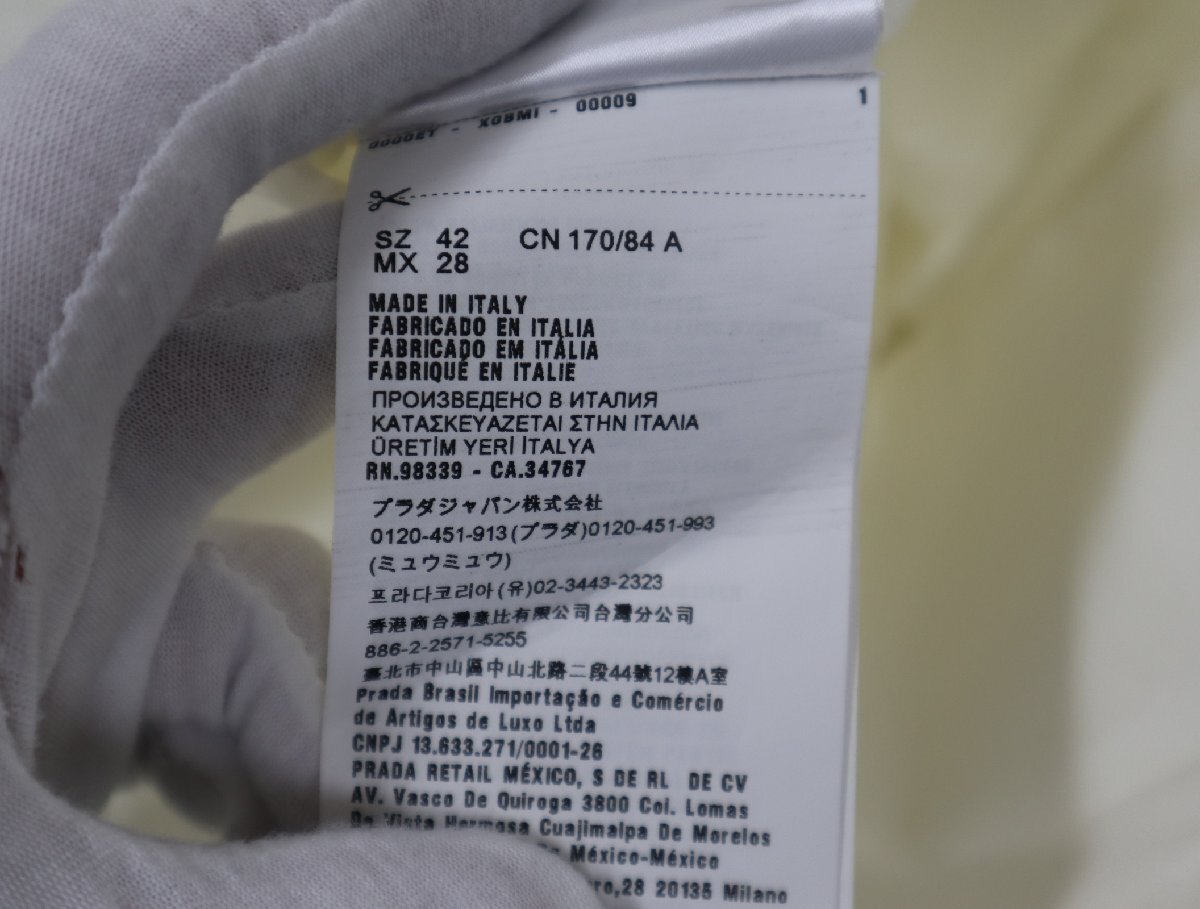 - X0BMI - 00009 1
SZ 42 CN 170/84 A
MX 28
MADE IN ITALY
FABRICADO EN ITALIA
FABRICADO EM ITÁLIA
FABRIQUÉ EN ITALIE
ПРОИЗВЕДЕНО В ИТАЛИЯ
ΚΑΤΑΣΚΕΥΑΖΕΤΑΙ ΣΤΗΝ ΙΤΑΛΙΑ
ÜRETİM YERİ İTALYA
RN.98339 - CA.34767
プラダジャパン株式会社
0120-451-913(プラダ)0120-451-993
(ミュウミュウ)
프라다코리아(유)02-3443-2323
香港商台灣意比有限公司台灣分公司
886-2-2571-5255
臺北市中山區中山北路二段44號12樓A室
Prada Brasil Importação e Comércio
de Artigos de Luxo Ltda
CNPJ 13.633.271/0001-26
PRADA RETAIL MÉXICO, S DE RL DE CV
AV. Vasco De Quiroga 3800 Col. Lomas
De Vista Hermosa Cuajimalpa De Morelos
México-México
,28 20135 Milano